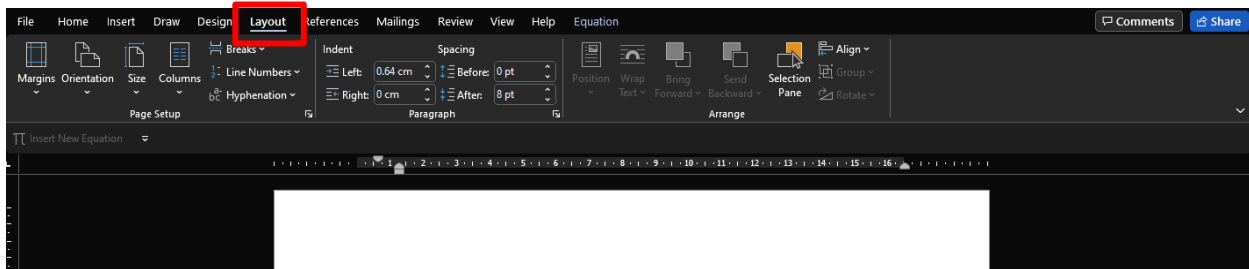 File Home Insert Draw Design Layout References Mailings Review View Help Equation Comments Share
Breaks Indent Spacing Align
Margins Orientation Size Columns Line Numbers Left: 0.64 cm Before: 0 pt Position Wrap Text Bring Forward Send Backward Selection Pane Group
Hyphenation Right: 0 cm After: 8 pt Rotate
Page Setup Paragraph Arrange
Insert New Equation
1 1 2 3 4 5 6 7 8 9 10 11 12 13 14 15 16